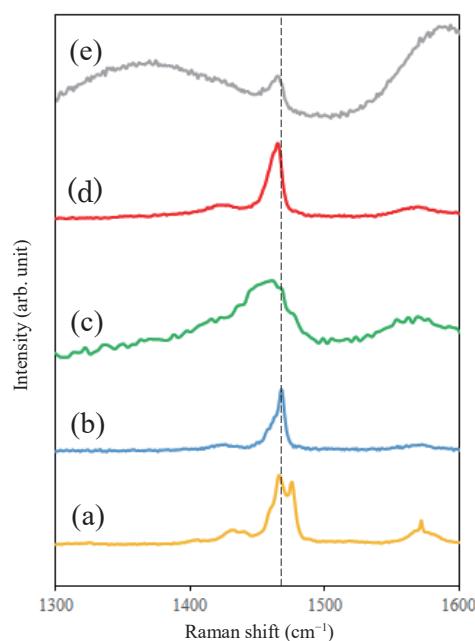 (e)
(d)
(c)
(b)
(a)
Intensity (arb. unit)
1300 1400 1500 1600
Raman shift (cm⁻¹)